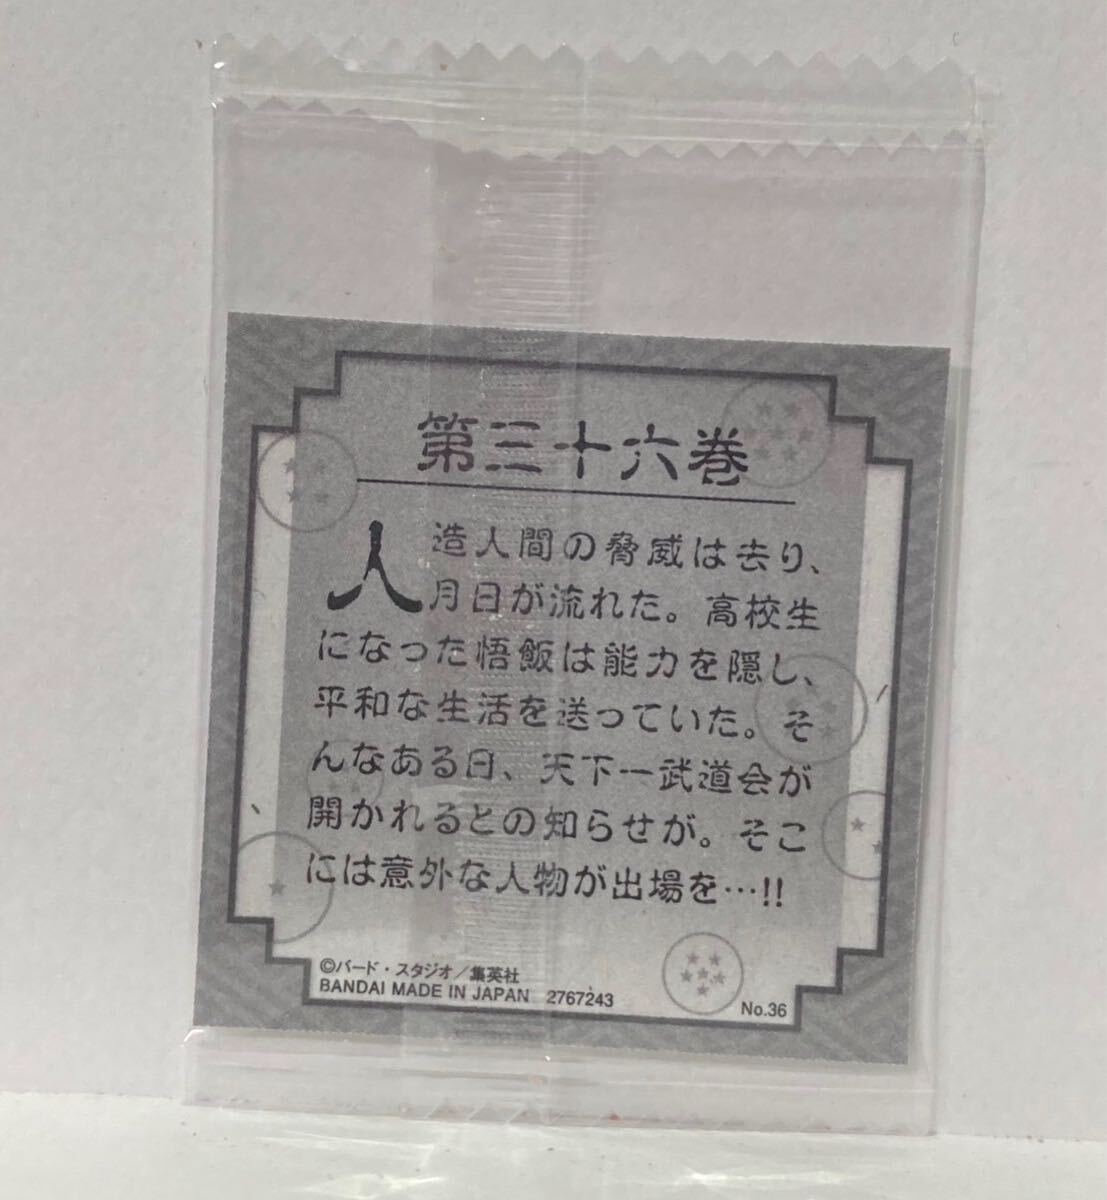 第三十六巻
人造人間の脅威は去り、
月日が流れた。高校生
になった悟飯は能力を隠し、
平和な生活を送っていた。そ
んなある日、天下一武道会が
開かれるとの知らせが。そこ
には意外な人物が出場を…!!
©バード・スタジオ／集英社
BANDAI MADE IN JAPAN 2767243
No.36